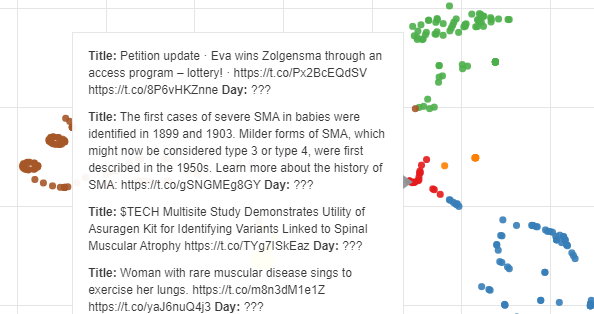 Title: Petition update · Eva wins Zolgensma through an
access program – lottery! · https://t.co/Px2BcEQdSV
https://t.co/8P6vHKZnne Day: ???
Title: The first cases of severe SMA in babies were
identified in 1899 and 1903. Milder forms of SMA, which
might now be considered type 3 or type 4, were first
described in the 1950s. Learn more about the history of
SMA: https://t.co/gSNGMEg8GY Day: ???
Title: $TECH Multisite Study Demonstrates Utility of
Asuragen Kit for Identifying Variants Linked to Spinal
Muscular Atrophy https://t.co/TYg7ISkEaz Day: ???
Title: Woman with rare muscular disease sings to
exercise her lungs. https://t.co/m8n3dM1e1Z
https://t.co/yaJ6nuQ4j3 Day: ???